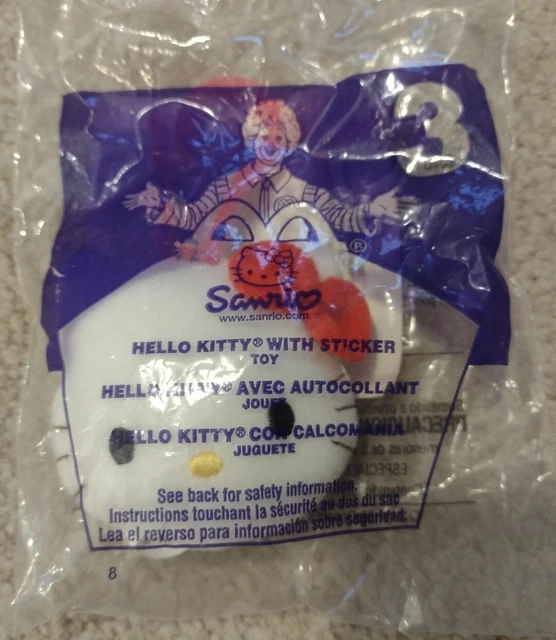 3
®
Sanrio
www.sanrio.com
HELLO KITTY® WITH STICKER
TOY
HELLO KITTY® AVEC AUTOCOLLANT
JOUET
HELLO KITTY® CON CALCOMANIA
JUGUETE
See back for safety information.
Instructions touchant la sécurité au dos du sac
Lea el reverso para información sobre seguridad.
8